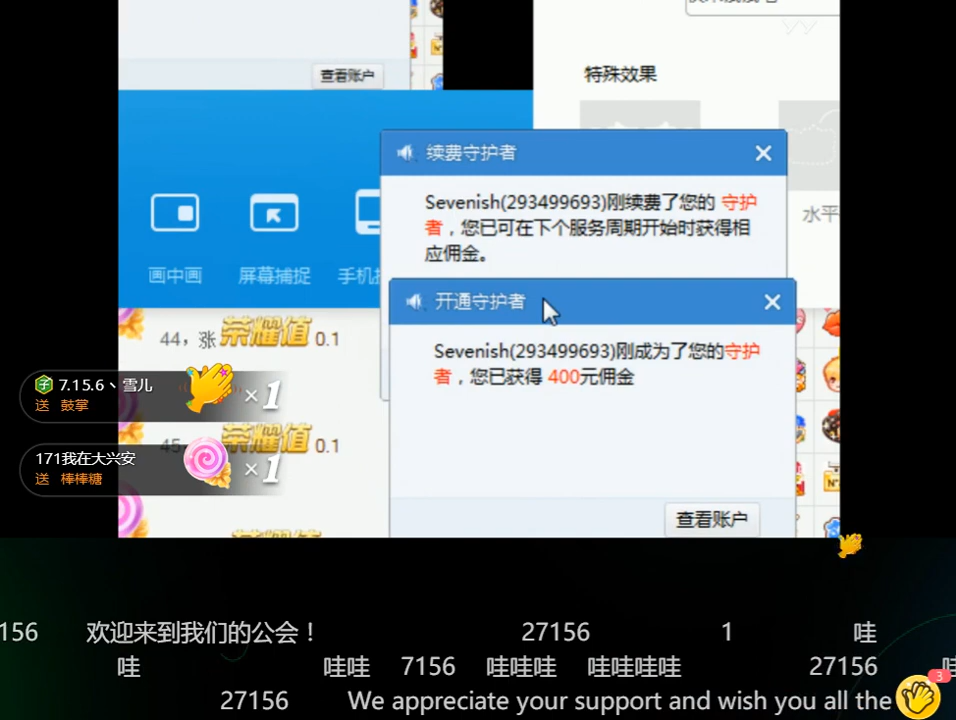 查看账户
特殊效果
续费守护者
Sevenish(293499693)刚续费了您的 守护
者，您已可在下个服务周期开始时获得相
应佣金。
水平
画中画
屏幕捕捉
开通守护者
Sevenish(293499693)刚成为了您的守护
者，您已获得 400元佣金
44，涨 荣耀值 0.1
7.15.6丶雪儿
送 鼓掌
×1
45 荣耀值 0.1
171我在大兴安
送 棒棒糖
×1
查看账户
156 欢迎来到我们的公会！ 27156 1 哇
哇 哇哇 7156 哇哇哇 哇哇哇哇 27156
27156 We appreciate your support and wish you all the
3